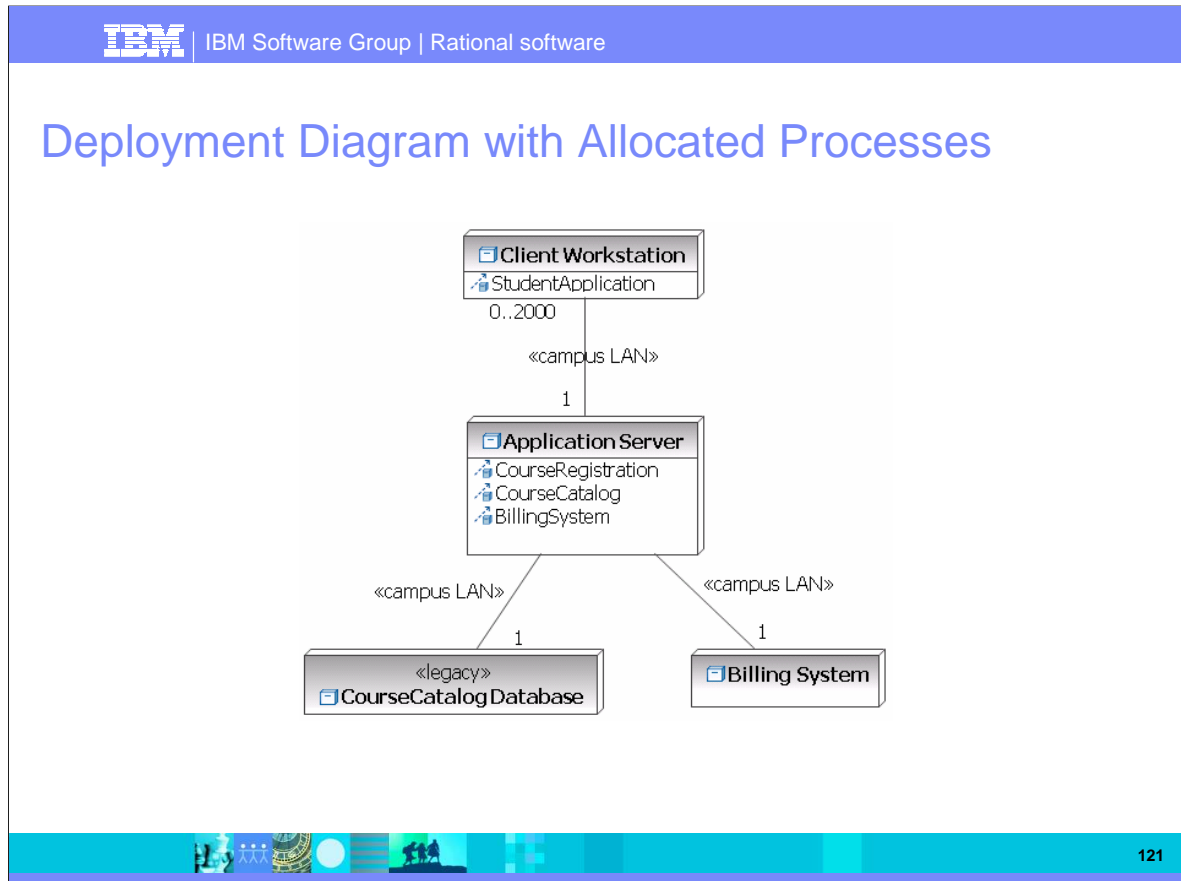 IBM | IBM Software Group | Rational software
Deployment Diagram with Allocated Processes
Client Workstation
StudentApplication
0..2000
«campus LAN»
1
Application Server
CourseRegistration
CourseCatalog
BillingSystem
«campus LAN»
«campus LAN»
1
1
«legacy»
CourseCatalog Database
Billing System
121